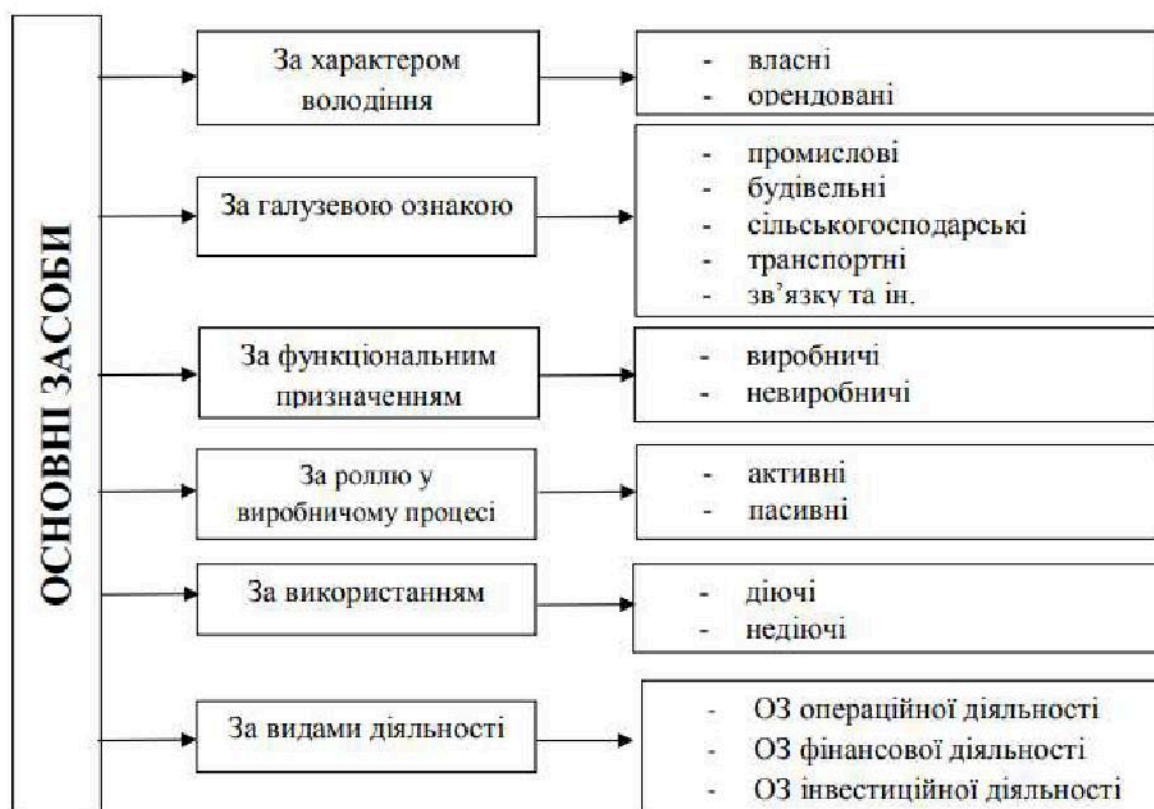 ОСНОВНІ ЗАСОБИ
За характером
володіння
- власні
- орендовані
За галузевою ознакою
- промислові
- будівельні
- сільськогосподарські
- транспортні
- зв’язку та ін.
За функціональним
призначенням
- виробничі
- невиробничі
За роллю у
виробничому процесі
- активні
- пасивні
За використанням
- діючі
- недіючі
За видами діяльності
- ОЗ операційної діяльності
- ОЗ фінансової діяльності
- ОЗ інвестиційної діяльності